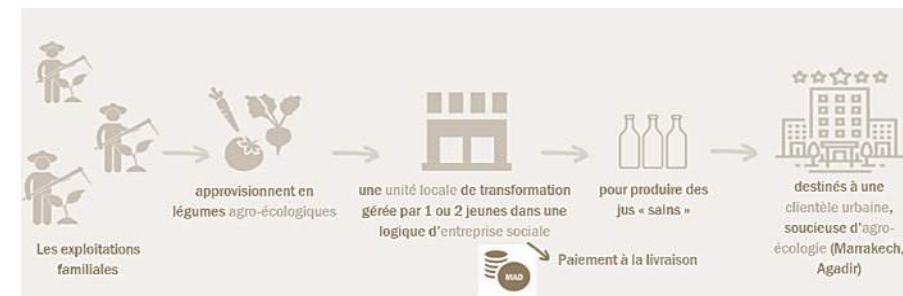 Les exploitations
familiales
approvisionnent en
légumes agro-écologiques
une unité locale de transformation
gérée par 1 ou 2 jeunes dans une
logique d'entreprise sociale
MAD
Paiement à la livraison
pour produire des
jus « sains »
destinés à une
clientèle urbaine,
soucieuse d'agro-
écologie (Marrakech,
Agadir)